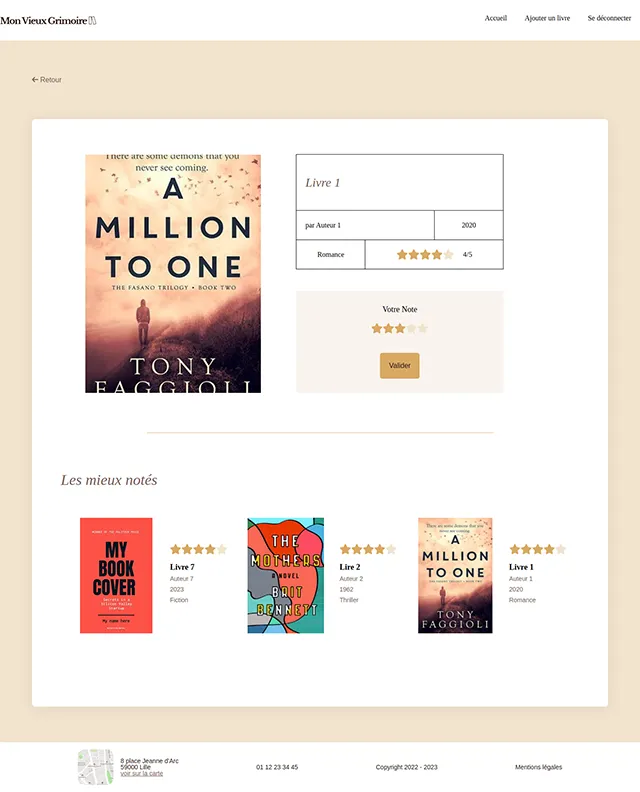 Mon Vieux Grimoire
Accueil
Ajouter un livre
Se déconnecter
Retour
There are some demons that you
never see coming.
A
MILLION
TO ONE
THE FASANO TRILOGY • BOOK TWO
TONY
FAGGIOLI
Livre 1
par Auteur 1
2020
Romance
4/5
Votre Note
Valider
Les mieux notés
MY
BOOK
COVER
Secrets in a
Silicon Valley
Startup
My name here
Livre 7
Auteur 7
2023
Fiction
THE
MOTHERS
A NOVEL
BRIT
BENNETT
Lire 2
Auteur 2
1962
Thriller
There are some demons that you
never see coming.
A
MILLION
TO ONE
THE FASANO TRILOGY • BOOK TWO
TONY
FAGGIOLI
Livre 1
Auteur 1
2020
Romance
8 place Jeanne d'Arc
59000 Lille
voir sur la carte
01 12 23 34 45
Copyright 2022 - 2023
Mentions légales